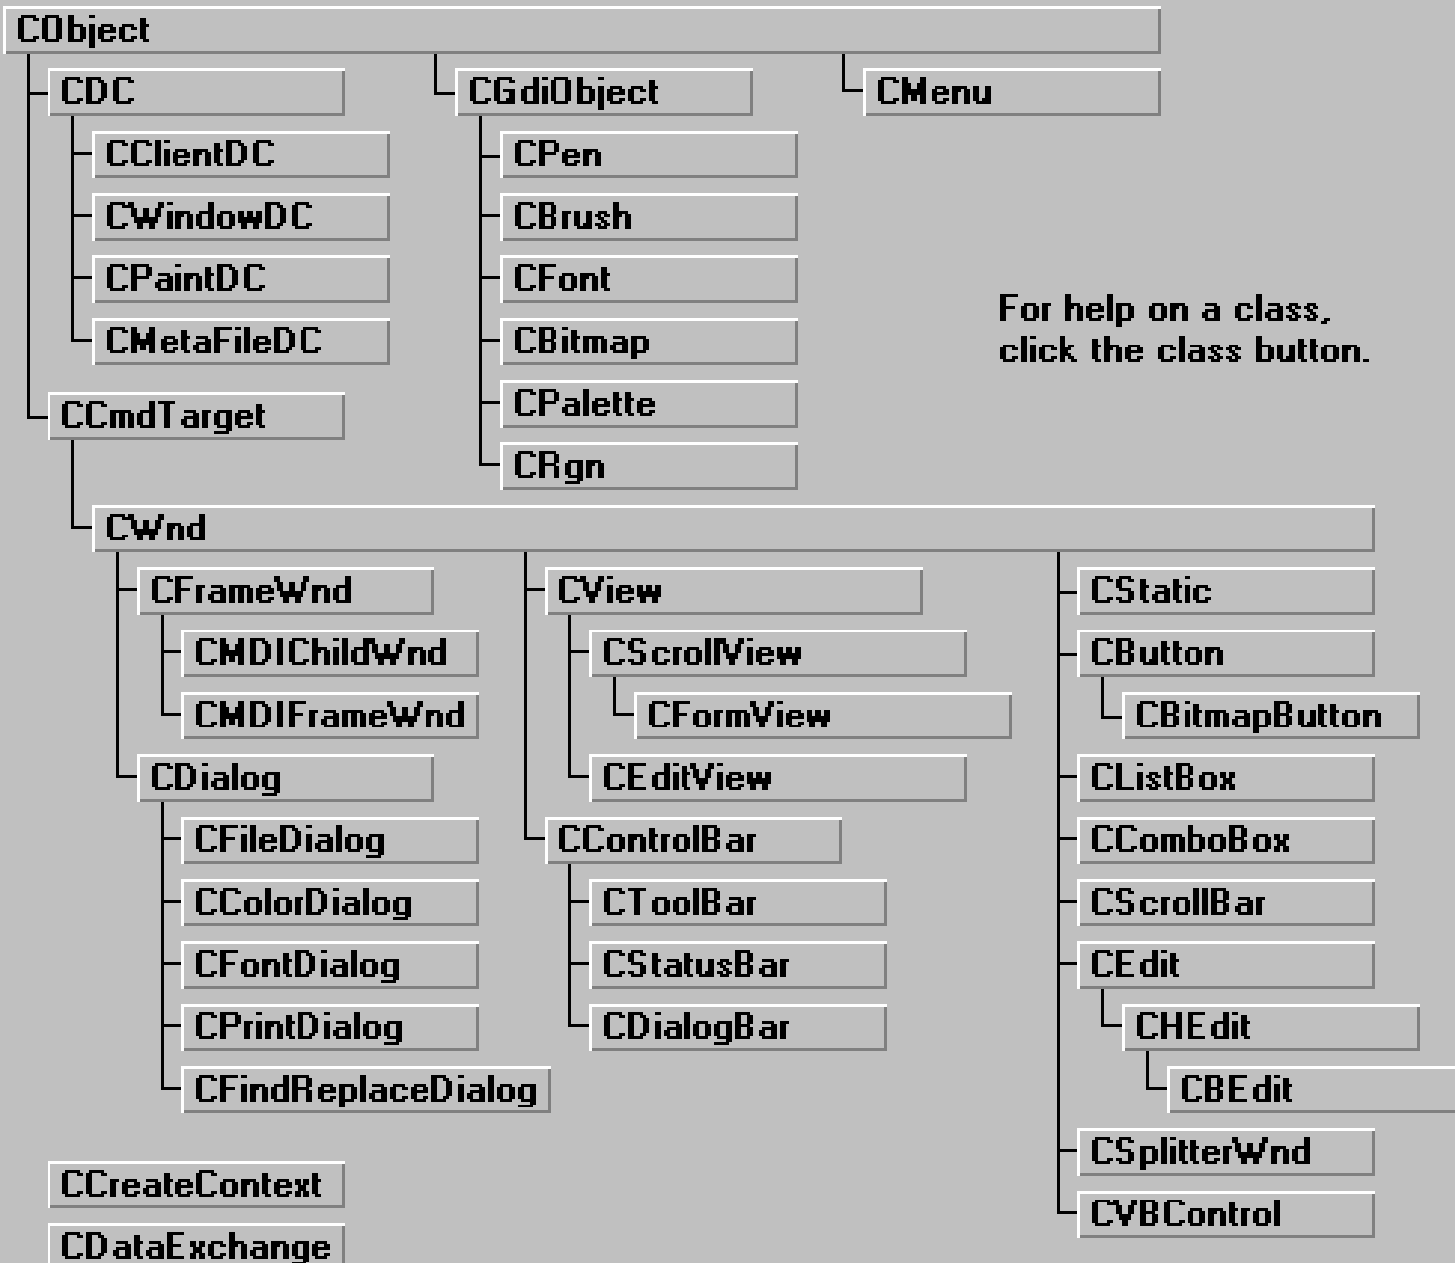 CObject
CDC
CClientDC
CWindowDC
CPaintDC
CMetaFileDC
CGdiObject
CPen
CBrush
CFont
CBitmap
CPalette
CRgn
CMenu
For help on a class,
click the class button.
CCmdTarget
CWnd
CFrameWnd
CMDIChildWnd
CMDIFrameWnd
CDialog
CFileDialog
CColorDialog
CFontDialog
CPrintDialog
CFindReplaceDialog
CView
CScrollView
CFormView
CEditView
CControlBar
CToolBar
CStatusBar
CDialogBar
CStatic
CButton
CBitmapButton
CListBox
CComboBox
CScrollBar
CEdit
CHEdit
CBEdit
CSplitterWnd
CVBControl
CCreateContext
CDataExchange